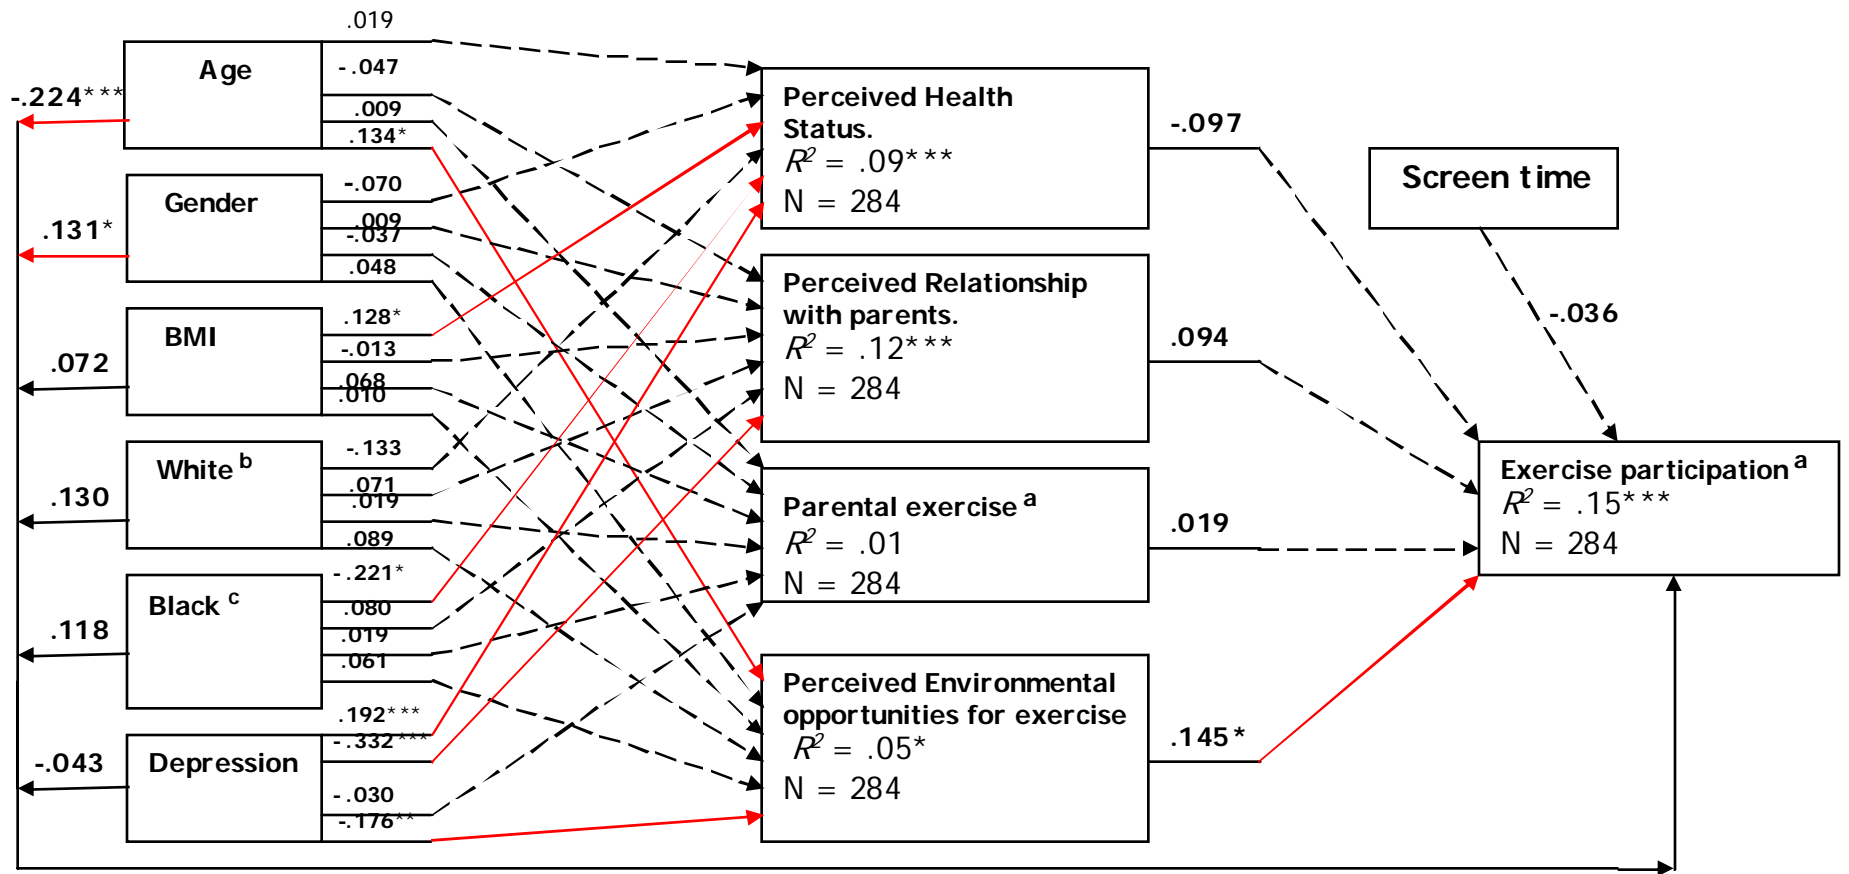 .019
Age
-.047
-.224***
.009
.134*
Gender
-.070
.131*
.009
-.037
.048
BMI
.128*
-.013
.072
.068
.010
White b
-.133
.130
.071
.019
.089
Black c
-.221*
.118
.080
.019
.061
Depression
.192***
-.043
-.332***
-.030
-.176**
Perceived Health
Status.
R² = .09***
N = 284
-.097
Perceived Relationship
with parents.
R² = .12***
N = 284
.094
Parental exercise a
R² = .01
N = 284
.019
Perceived Environmental
opportunities for exercise
R² = .05*
N = 284
.145*
Screen time
-.036
Exercise participation a
R² = .15***
N = 284